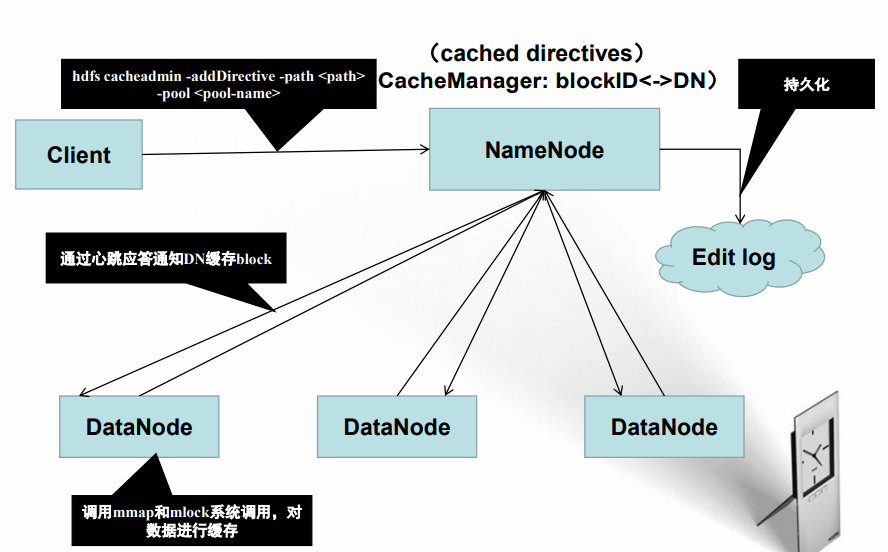 （cached directives）
CacheManager: blockID<->DN）
hdfs cacheadmin -addDirective -path <path>
-pool <pool-name>
持久化
Client
NameNode
Edit log
通过心跳应答通知DN缓存block
DataNode
DataNode
DataNode
调用mmap和mlock系统调用，对
数据进行缓存